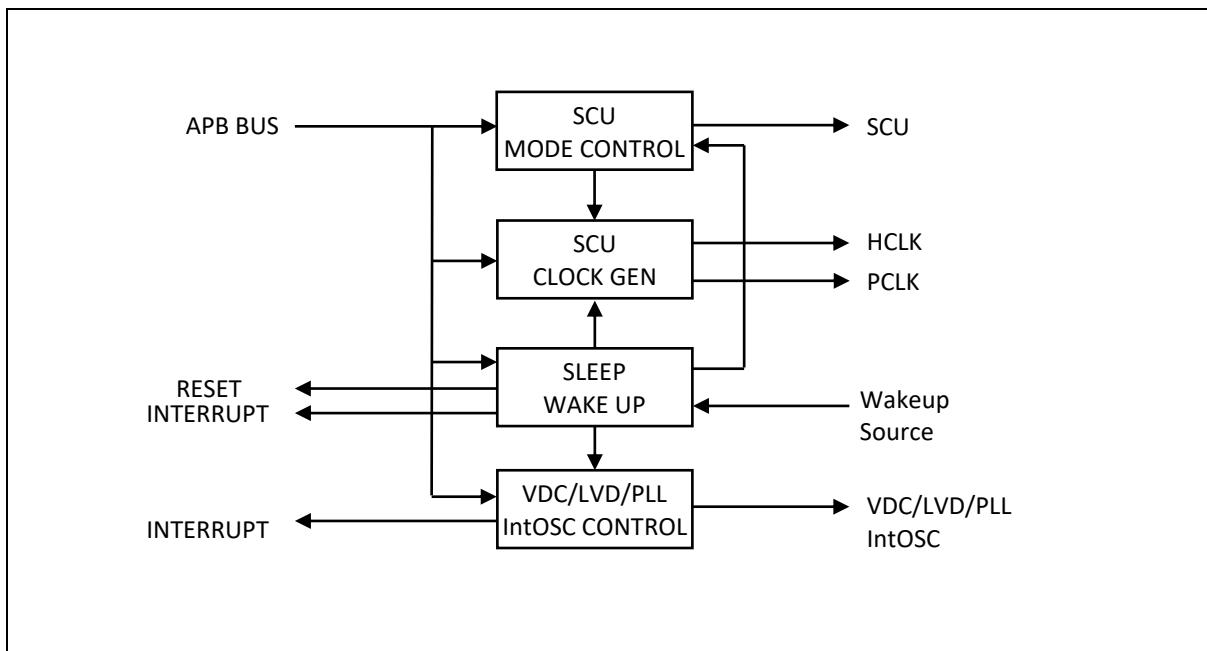 APB BUS
SCU
MODE CONTROL
SCU
SCU
CLOCK GEN
HCLK
PCLK
SLEEP
WAKE UP
RESET
INTERRUPT
Wakeup
Source
VDC/LVD/PLL
IntOSC CONTROL
INTERRUPT
VDC/LVD/PLL
IntOSC